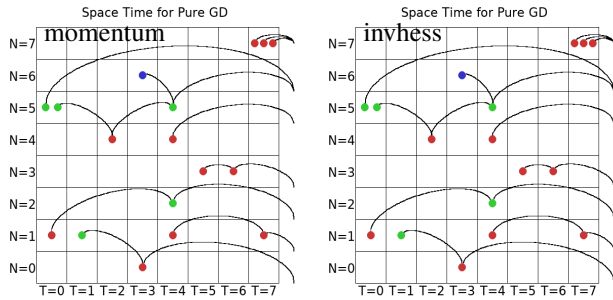 Space Time for Pure GD
momentum
N=7
N=6
N=5
N=4
N=3
N=2
N=1
N=0
T=0 T=1 T=2 T=3 T=4 T=5 T=6 T=7
Space Time for Pure GD
invhess
N=7
N=6
N=5
N=4
N=3
N=2
N=1
N=0
T=0 T=1 T=2 T=3 T=4 T=5 T=6 T=7